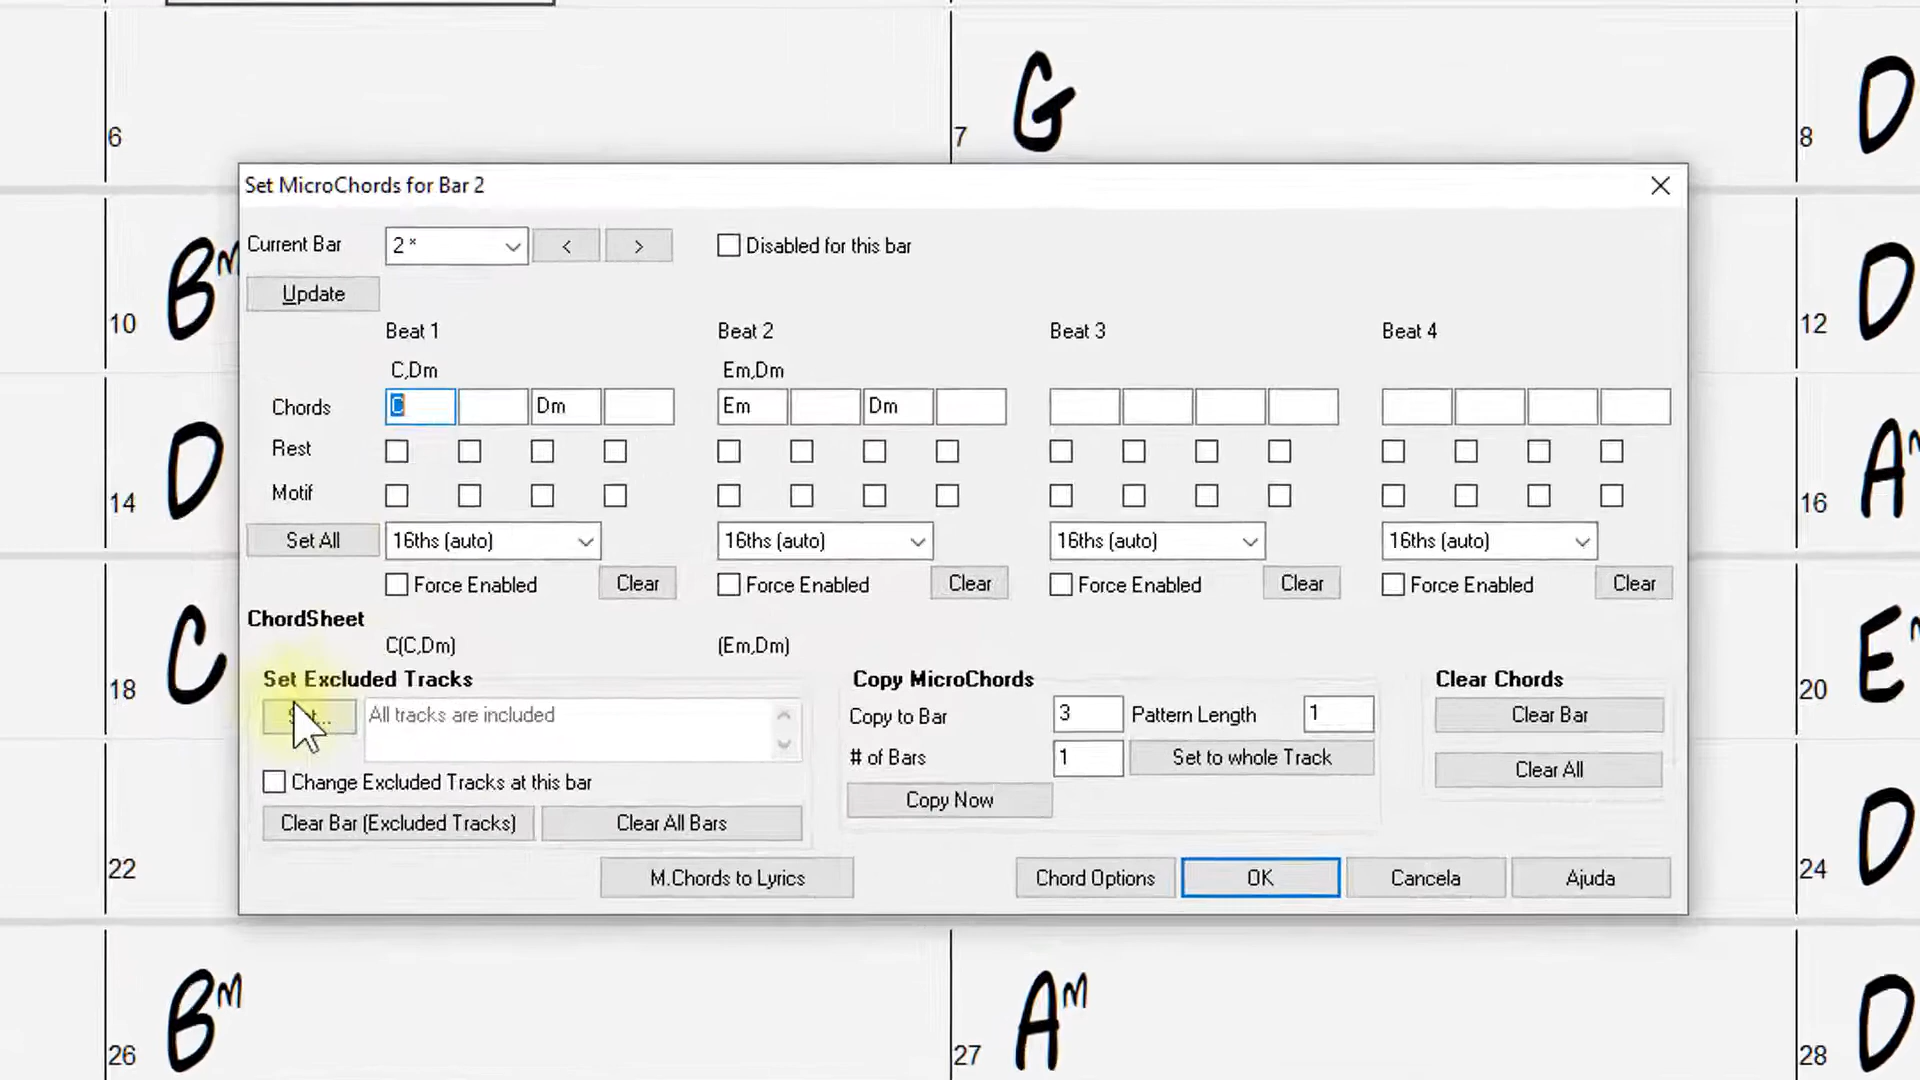 G
D
6
7
8
Set MicroChords for Bar 2
Current Bar 2 * < > Disabled for this bar
Bm
D
Update
10
12
Beat 1 Beat 2 Beat 3 Beat 4
C,Dm Em,Dm
Chords C Dm Em Dm
Rest
Motif
D
Am
14
16
Set All 16ths (auto) 16ths (auto) 16ths (auto) 16ths (auto)
Force Enabled Clear Force Enabled Clear Force Enabled Clear Force Enabled Clear
ChordSheet
C(C,Dm) (Em,Dm)
C
Em
18
20
Set Excluded Tracks Copy MicroChords Clear Chords
All tracks are included Copy to Bar 3 Pattern Length 1 Clear Bar
# of Bars 1 Set to whole Track Clear All
Change Excluded Tracks at this bar
Copy Now
Clear Bar (Excluded Tracks) Clear All Bars
D
22
24
M.Chords to Lyrics Chord Options OK Cancela Ajuda
Bm
Am
D
26
27
28